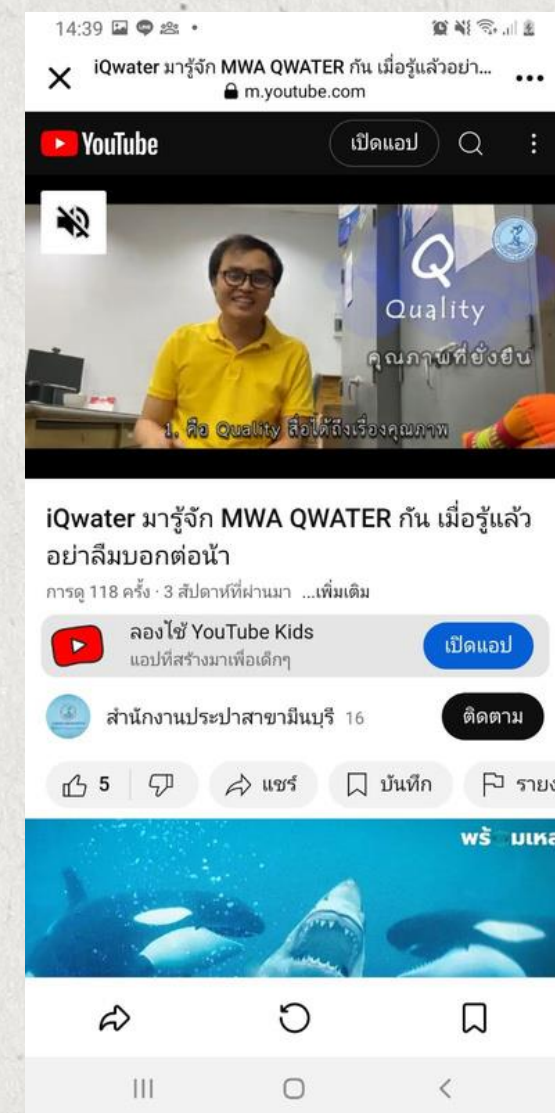 14:39
iQwater มารู้จัก MWA QWATER กัน เมื่อรู้แล้วอย่า...
m.youtube.com
YouTube
เปิดแอป
Q
Quality
คุณภาพที่ยั่งยืน
1. คือ Quality สื่อได้ถึงเรื่องคุณภาพ
iQwater มารู้จัก MWA QWATER กัน เมื่อรู้แล้ว
อย่าลืมบอกต่อน้า
การดู 118 ครั้ง · 3 สัปดาห์ที่ผ่านมา ...เพิ่มเติม
ลองใช้ YouTube Kids
แอปที่สร้างมาเพื่อเด็กๆ
เปิดแอป
สำนักงานประปาสาขามีนบุรี 16
ติดตาม
5
แชร์
บันทึก
รายง